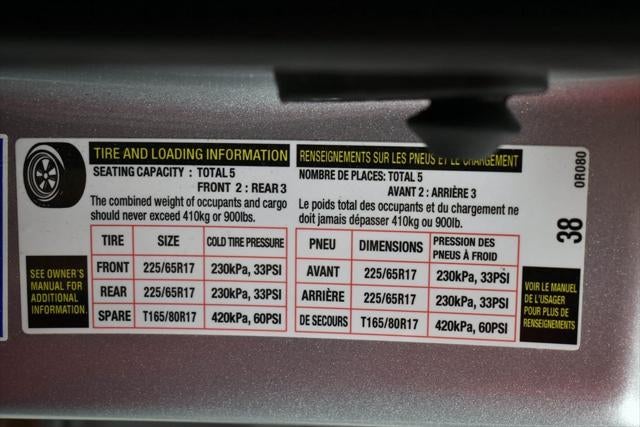 TIRE AND LOADING INFORMATION
SEATING CAPACITY : TOTAL 5
FRONT 2 : REAR 3
The combined weight of occupants and cargo
should never exceed 410kg or 900lbs.
TIRE SIZE COLD TIRE PRESSURE
FRONT 225/65R17 230kPa, 33PSI
REAR 225/65R17 230kPa, 33PSI
SPARE T165/80R17 420kPa, 60PSI
SEE OWNER'S
MANUAL FOR
ADDITIONAL
INFORMATION.
RENSEIGNEMENTS SUR LES PNEUS ET LE CHARGEMENT
NOMBRE DE PLACES: TOTAL 5
AVANT 2 : ARRIÈRE 3
Le poids total des occupants et du chargement ne
doit jamais dépasser 410kg ou 900lb.
PNEU DIMENSIONS PRESSION DES
PNEUS À FROID
AVANT 225/65R17 230kPa, 33PSI
ARRIÈRE 225/65R17 230kPa, 33PSI
DE SECOURS T165/80R17 420kPa, 60PSI
VOIR LE MANUEL
DE L'USAGER
POUR PLUS DE
RENSEIGNEMENTS
38
0R080